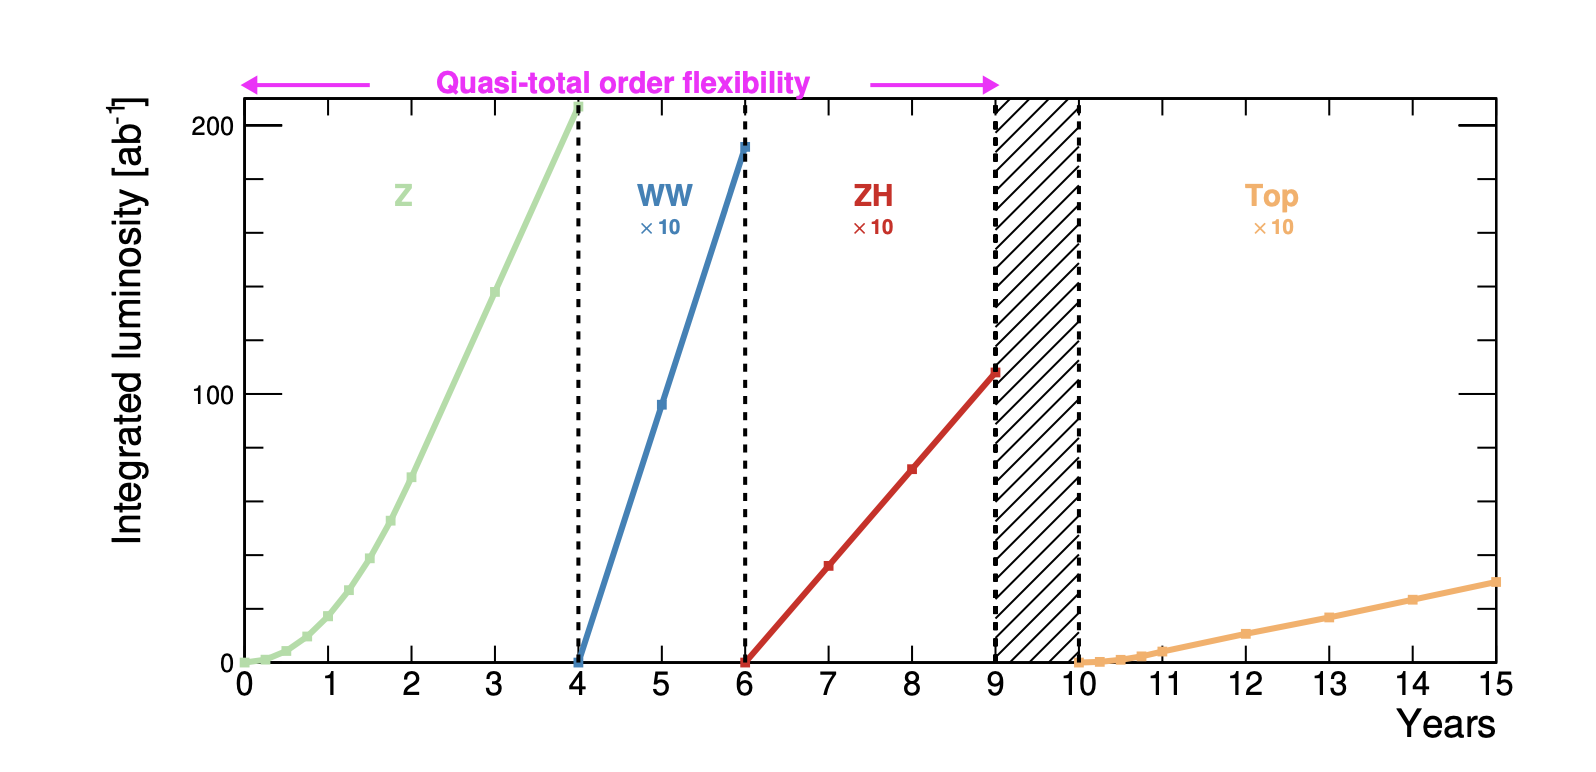 Quasi-total order flexibility
Integrated luminosity [ab⁻¹]
200
100
0
Z
WW
× 10
ZH
× 10
Top
× 10
0 1 2 3 4 5 6 7 8 9 10 11 12 13 14 15
Years